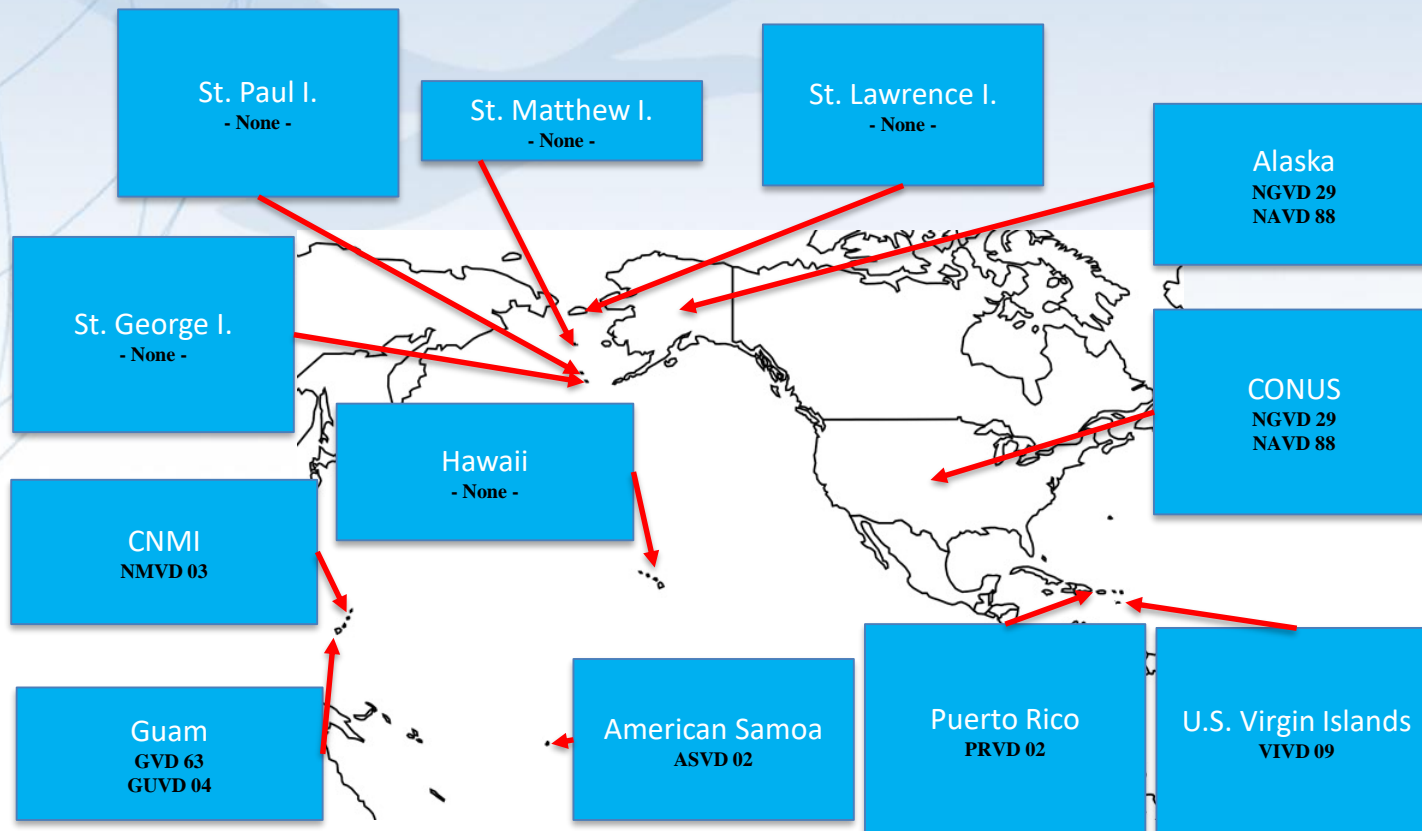 St. Paul I.
- None -
St. Matthew I.
- None -
St. Lawrence I.
- None -
Alaska
NGVD 29
NAVD 88
St. George I.
- None -
Hawaii
- None -
CONUS
NGVD 29
NAVD 88
CNMI
NMVD 03
Guam
GVD 63
GUVD 04
American Samoa
ASVD 02
Puerto Rico
PRVD 02
U.S. Virgin Islands
VIVD 09